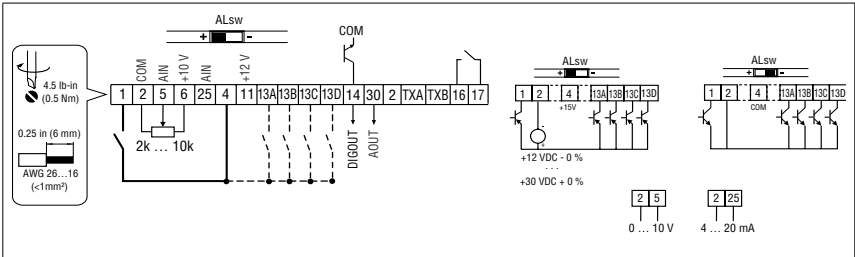 ALsw
+ -
COM
4.5 lb-in
(0.5 Nm)
0.25 in (6 mm)
AWG 26...16
(<1mm²)
COM
AIN
+10 V
AIN
+12 V
1 2 5 6 25 4 11 13A 13B 13C 13D 14 30 2 TXA TXB 16 17
2k ... 10k
DIGOUT
AOUT
ALsw
+ -
1 2 4 13A 13B 13C 13D
+15V
-
+
+12 VDC - 0 %
...
+30 VDC + 0 %
ALsw
+ -
1 2 4 13A 13B 13C 13D
COM
2 5
0 ... 10 V
2 25
4 ... 20 mA